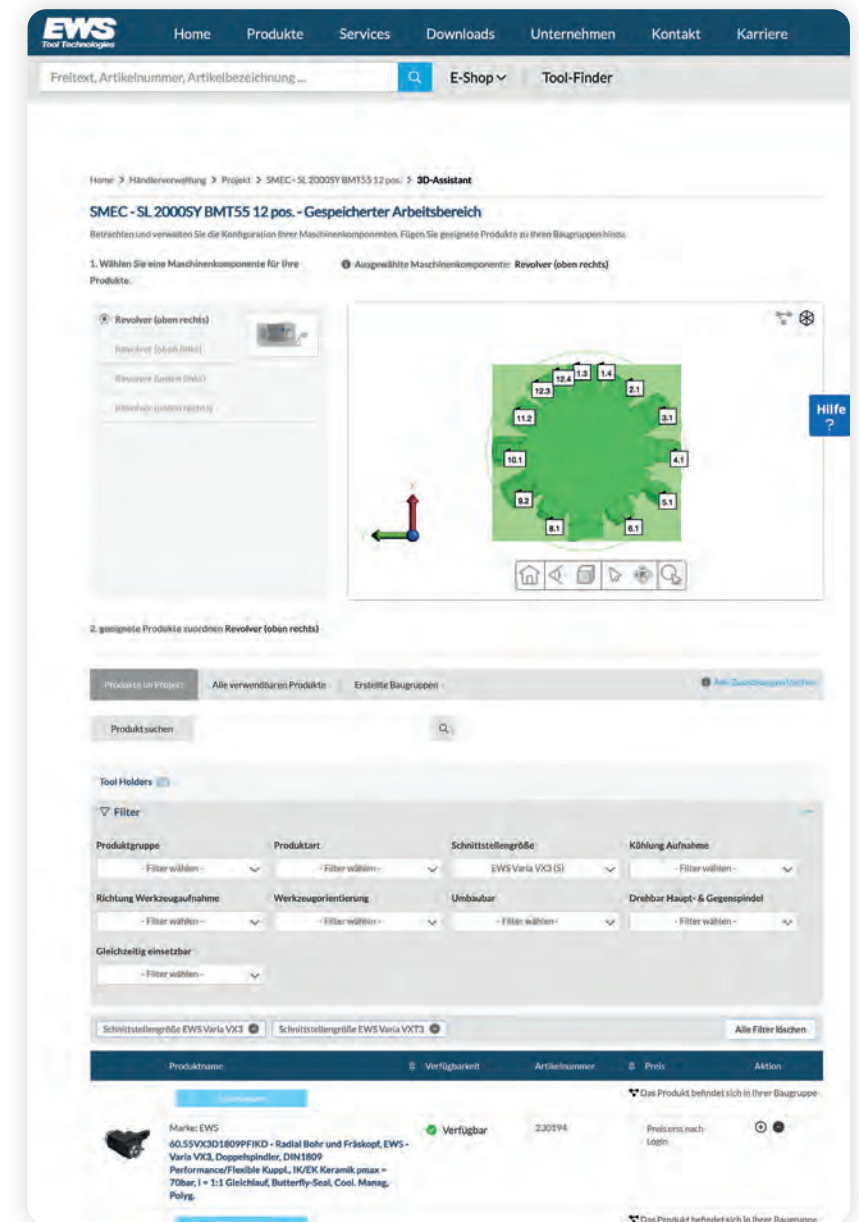 EWS
Tool Technologies
Home Produkte Services Downloads Unternehmen Kontakt Karriere
Freitext, Artikelnummer, Artikelbezeichnung ... E-Shop Tool-Finder
Home > Händlerverwaltung > Projekt > SMEC - SL 2000SY BMT55 12 pos. > 3D-Assistant
SMEC - SL 2000SY BMT55 12 pos. - Gespeicherter Arbeitsbereich
Betrachten und verwalten Sie die Konfiguration Ihrer Maschinenkomponenten. Fügen Sie geeignete Produkte zu Ihren Baugruppen hinzu.
1. Wählen Sie eine Maschinenkomponente für Ihre
Produkte.
Ausgewählte Maschinenkomponente: Revolver (oben rechts)
Revolver (oben rechts)
Revolver (oben links)
Revolver (unten links)
Revolver (unten rechts)
X
12.3 12.4 1.3 1.4 2.1
11.2 3.1
10.1 4.1
9.2 5.1
8.1 6.1
Hilfe
?
2. geeignete Produkte zuordnen Revolver (oben rechts)
Produkte im Projekt Alle verwendbaren Produkte Erstellte Baugruppen Alle Zuordnungen löschen
Produkt suchen
Tool Holders
Filter
Produktgruppe Produktart Schnittstellengröße Kühlung Aufnahme
- Filter wählen - - Filter wählen - EWS Varia VX3 (5) - Filter wählen -
Richtung Werkzeugaufnahme Werkzeugorientierung Umbaubar Drehbar Haupt- & Gegenspindel
- Filter wählen - - Filter wählen - - Filter wählen - - Filter wählen -
Gleichzeitig einsetzbar
- Filter wählen -
Schnittstellengröße EWS Varia VX3 Schnittstellengröße EWS Varia VXT3 Alle Filter löschen
Produktname Verfügbarkeit Artikelnummer Preis Aktion
Das Produkt befindet sich in Ihrer Baugruppe
Marke: EWS
60.55VX3D1809PFIKD - Radial Bohr und Fräskopf, EWS -
Varia VX3, Doppelspindler, DIN1809
Performance/Flexible Kuppl., IK/EK Keramik pmax =
70bar, i = 1:1 Gleichlauf, Butterfly-Seal, Cool. Manag,
Polyg.
Verfügbar
230194
Preis erst nach
Login
Das Produkt befindet sich in Ihrer Baugruppe